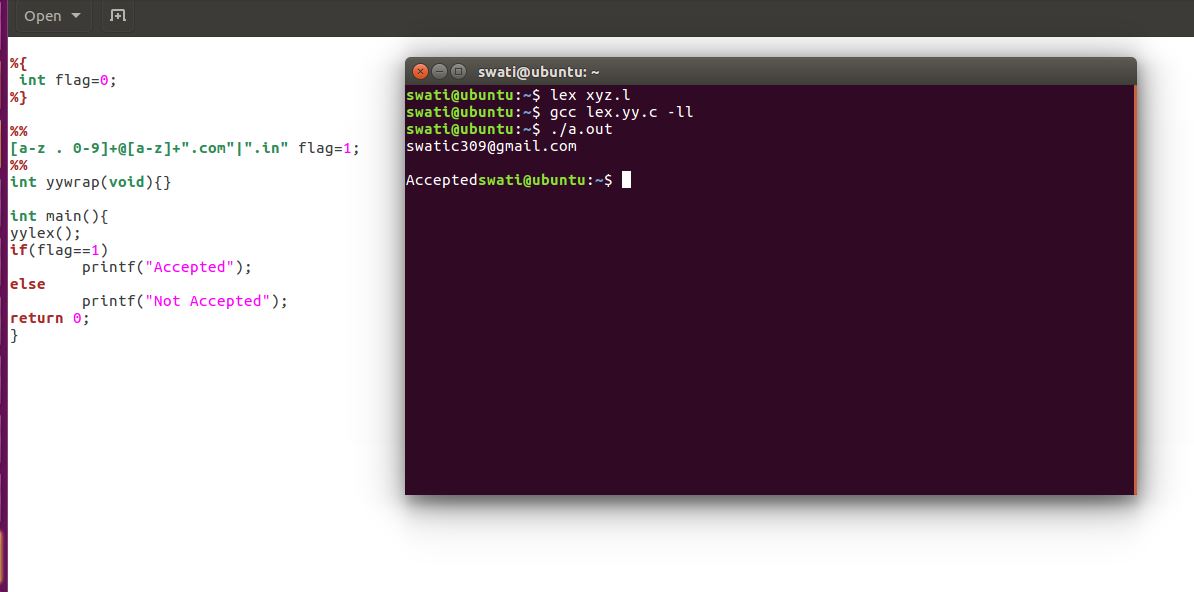 Open
%{
 int flag=0;
%}
%%
[a-z . 0-9]+@[a-z]+".com"|".in" flag=1;
%%
int yywrap(void){}
int main(){
yylex();
if(flag==1)
        printf("Accepted");
else
        printf("Not Accepted");
return 0;
}
swati@ubuntu: ~
swati@ubuntu:~$ lex xyz.l
swati@ubuntu:~$ gcc lex.yy.c -ll
swati@ubuntu:~$ ./a.out
swatic309@gmail.com
Acceptedswati@ubuntu:~$